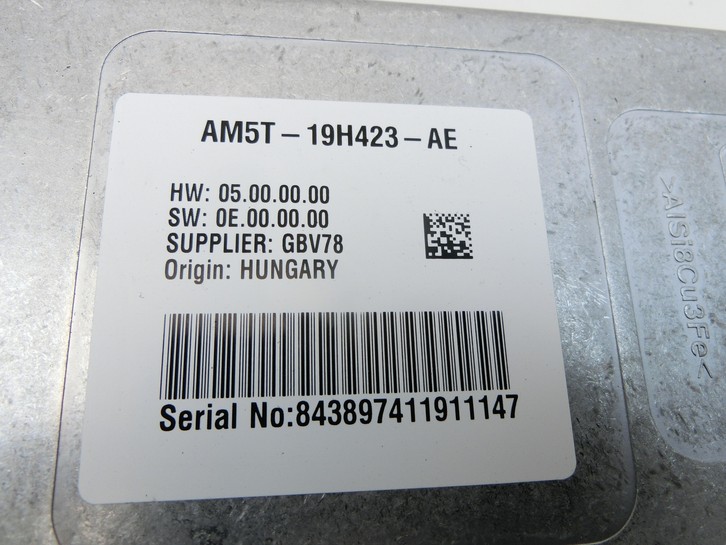 AM5T-19H423-AE
HW: 05.00.00.00
SW: 0E.00.00.00
SUPPLIER: GBV78
Origin: HUNGARY
Serial No:843897411911147
>AlSi8Cu3Fe<